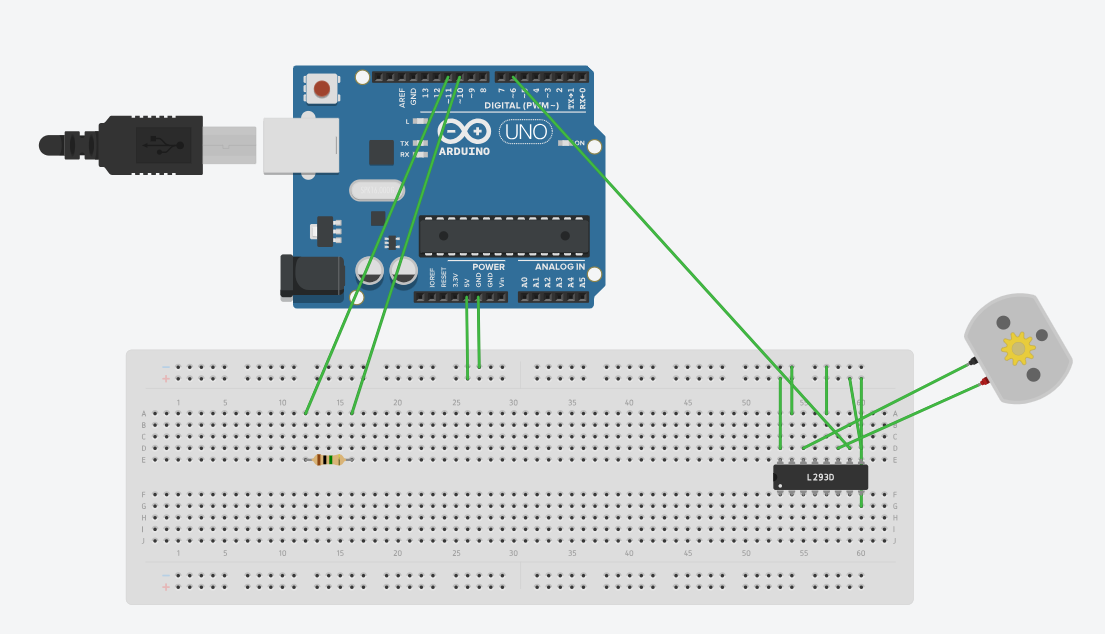 AREF
GND
13
12
~11
~10
~9
8
7
~6
~5
4
~3
2
TX→1
RX←0
DIGITAL (PWM~)
L
TX
RX
UNO
ON
ARDUINO
POWER
ANALOG IN
IOREF
RESET
3.3V
5V
GND
GND
Vin
A0
A1
A2
A3
A4
A5
−
+
1 5 10 15 20 25 30 35 40 45 50 55 60
A A
B B
C C
D D
E E
L293D
F F
G G
H H
I I
J J
1 5 10 15 20 25 30 35 40 45 50 55 60
−
+